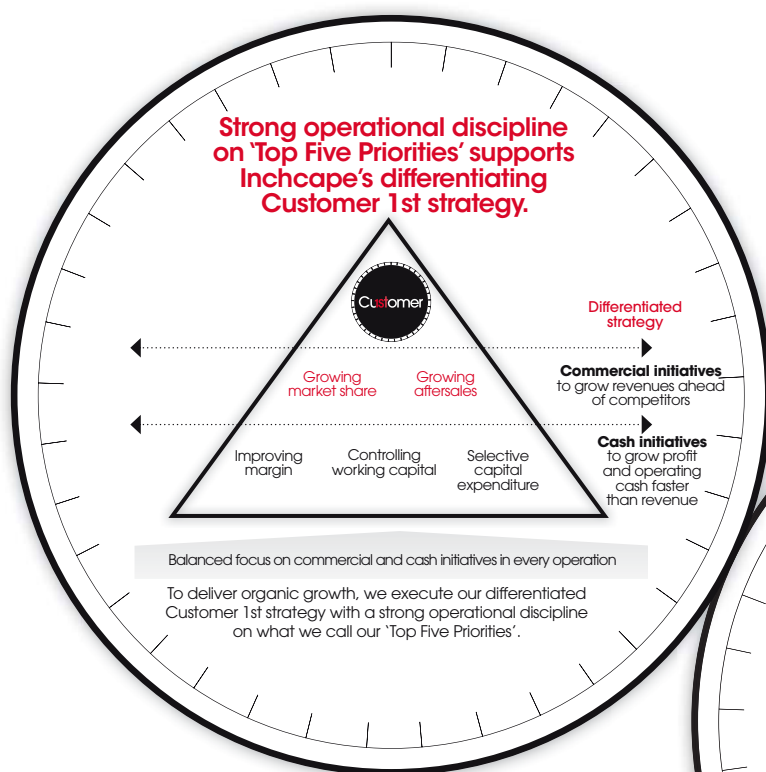 Strong operational discipline
on ‘Top Five Priorities’ supports
Inchcape’s differentiating
Customer 1st strategy.
Customer
Differentiated
strategy
Growing
market share
Growing
aftersales
Commercial initiatives
to grow revenues ahead
of competitors
Improving
margin
Controlling
working capital
Selective
capital
expenditure
Cash initiatives
to grow profit
and operating
cash faster
than revenue
Balanced focus on commercial and cash initiatives in every operation
To deliver organic growth, we execute our differentiated
Customer 1st strategy with a strong operational discipline
on what we call our ‘Top Five Priorities’.